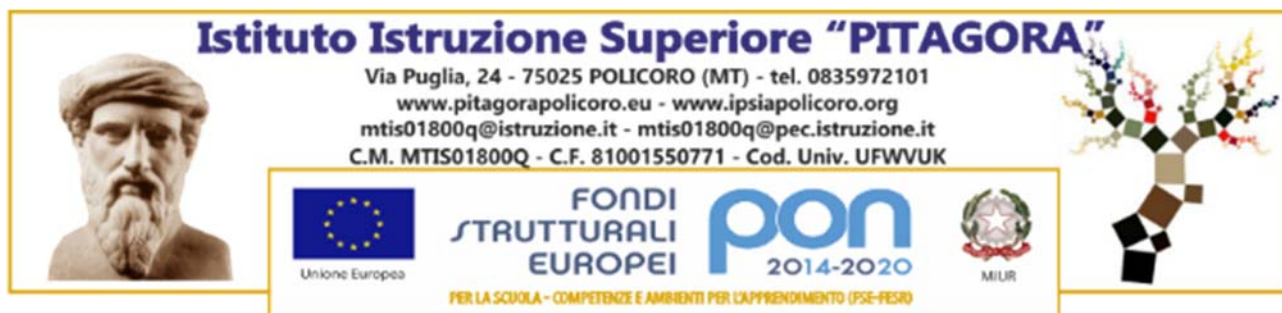 Istituto Istruzione Superiore “PITAGORA”
Via Puglia, 24 - 75025 POLICORO (MT) - tel. 0835972101
www.pitagorapolicoro.eu - www.ipsiapolicoro.org
mtis01800q@istruzione.it - mtis01800q@pec.istruzione.it
C.M. MTIS01800Q - C.F. 81001550771 - Cod. Univ. UFWVUK
Unione Europea
FONDI
STRUTTURALI
EUROPEI
pon
2014-2020
MIUR
PER LA SCUOLA - COMPETENZE E AMBIENTI PER L'APPRENDIMENTO (FSE-FESR)